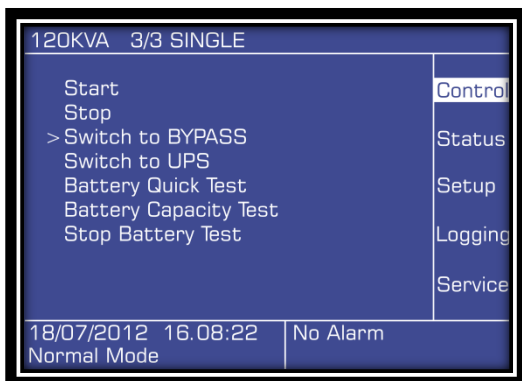 120KVA 3/3 SINGLE
Start
Stop
> Switch to BYPASS
Switch to UPS
Battery Quick Test
Battery Capacity Test
Stop Battery Test
Control
Status
Setup
Logging
Service
18/07/2012 16.08:22
Normal Mode
No Alarm